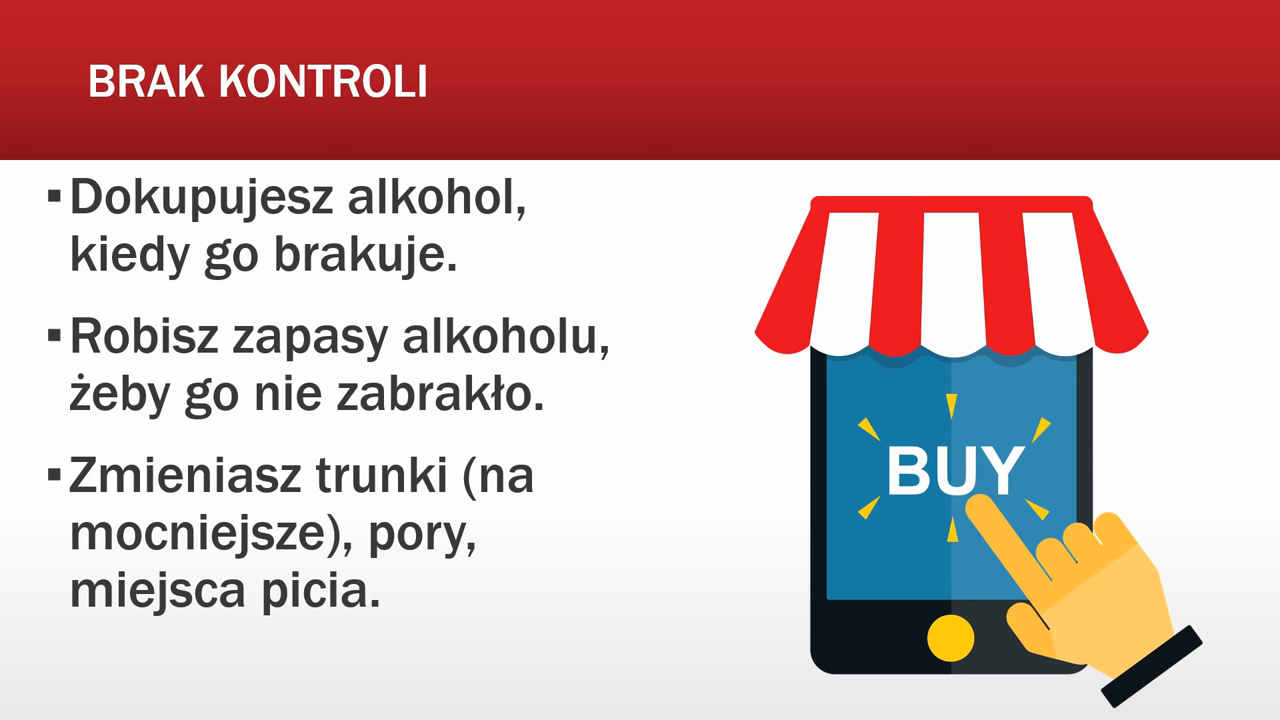 BRAK KONTROLI
▪Dokupujesz alkohol,
kiedy go brakuje.
▪Robisz zapasy alkoholu,
żeby go nie zabrakło.
▪Zmieniasz trunki (na
mocniejsze), pory,
miejsca picia.
BUY